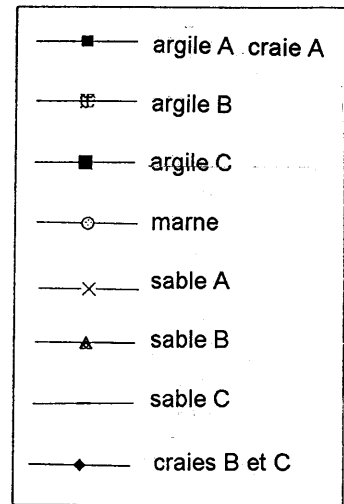 argile A craie A
argile B
argile C
marne
sable A
sable B
sable C
craies B et C